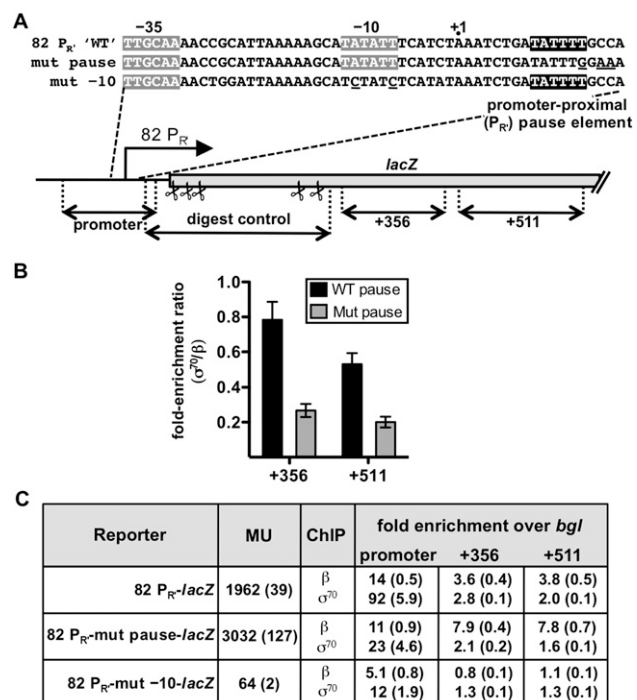 A
−35 −10 +1
82 PR' 'WT' TTGCAAAACCGCATTAAAAAGCATATATTTCATCTAAATCTGATATTTTGCCA
mut pause TTGCAAAACCGCATTAAAAAGCATATATTTCATCTAAATCTGATATTTGGAAA
mut −10 TTGCAAAACTGGATTAAAAAGCATCTATCTCATCTAAATCTGATATTTTGCCA
promoter-proximal
(PR') pause element
82 PR'
lacZ
promoter
digest control
+356
+511
B
fold-enrichment ratio
(σ70/β)
1.0
0.8
0.6
0.4
0.2
WT pause
Mut pause
+356 +511
C
Reporter MU ChIP fold enrichment over bgl
promoter +356 +511
82 PR'-lacZ 1962 (39) β 14 (0.5) 3.6 (0.4) 3.8 (0.5)
σ70 92 (5.9) 2.8 (0.1) 2.0 (0.1)
82 PR'-mut pause-lacZ 3032 (127) β 11 (0.9) 7.9 (0.4) 7.8 (0.7)
σ70 23 (4.6) 2.1 (0.2) 1.6 (0.1)
82 PR'-mut −10-lacZ 64 (2) β 5.1 (0.8) 0.8 (0.1) 1.1 (0.1)
σ70 12 (1.9) 1.3 (0.1) 1.3 (0.1)